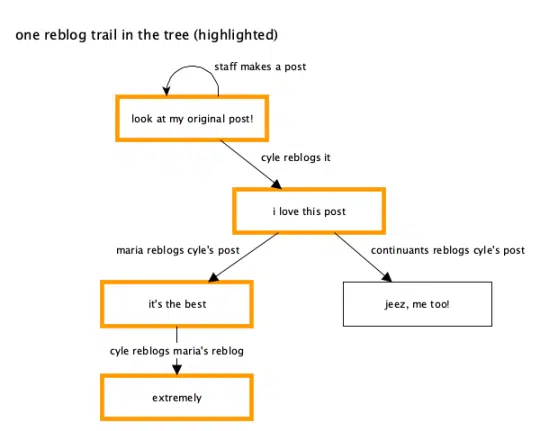 one reblog trail in the tree (highlighted)
staff makes a post
look at my original post!
cyle reblogs it
i love this post
maria reblogs cyle's post
continuants reblogs cyle's post
it's the best
jeez, me too!
cyle reblogs maria's reblog
extremely